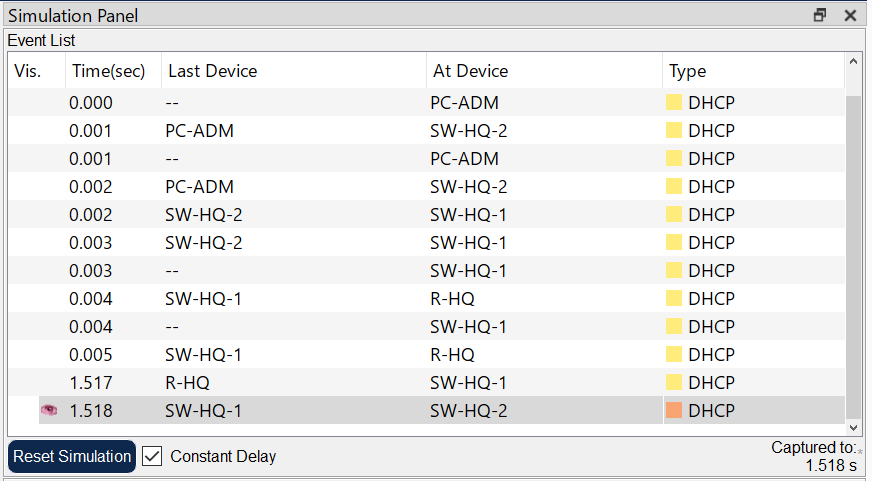 Simulation Panel
Event List
Vis. Time(sec) Last Device At Device Type
0.000 -- PC-ADM DHCP
0.001 PC-ADM SW-HQ-2 DHCP
0.001 -- PC-ADM DHCP
0.002 PC-ADM SW-HQ-2 DHCP
0.002 SW-HQ-2 SW-HQ-1 DHCP
0.003 SW-HQ-2 SW-HQ-1 DHCP
0.003 -- SW-HQ-1 DHCP
0.004 SW-HQ-1 R-HQ DHCP
0.004 -- SW-HQ-1 DHCP
0.005 SW-HQ-1 R-HQ DHCP
1.517 R-HQ SW-HQ-1 DHCP
1.518 SW-HQ-1 SW-HQ-2 DHCP
Reset Simulation Constant Delay Captured to:*
1.518 s